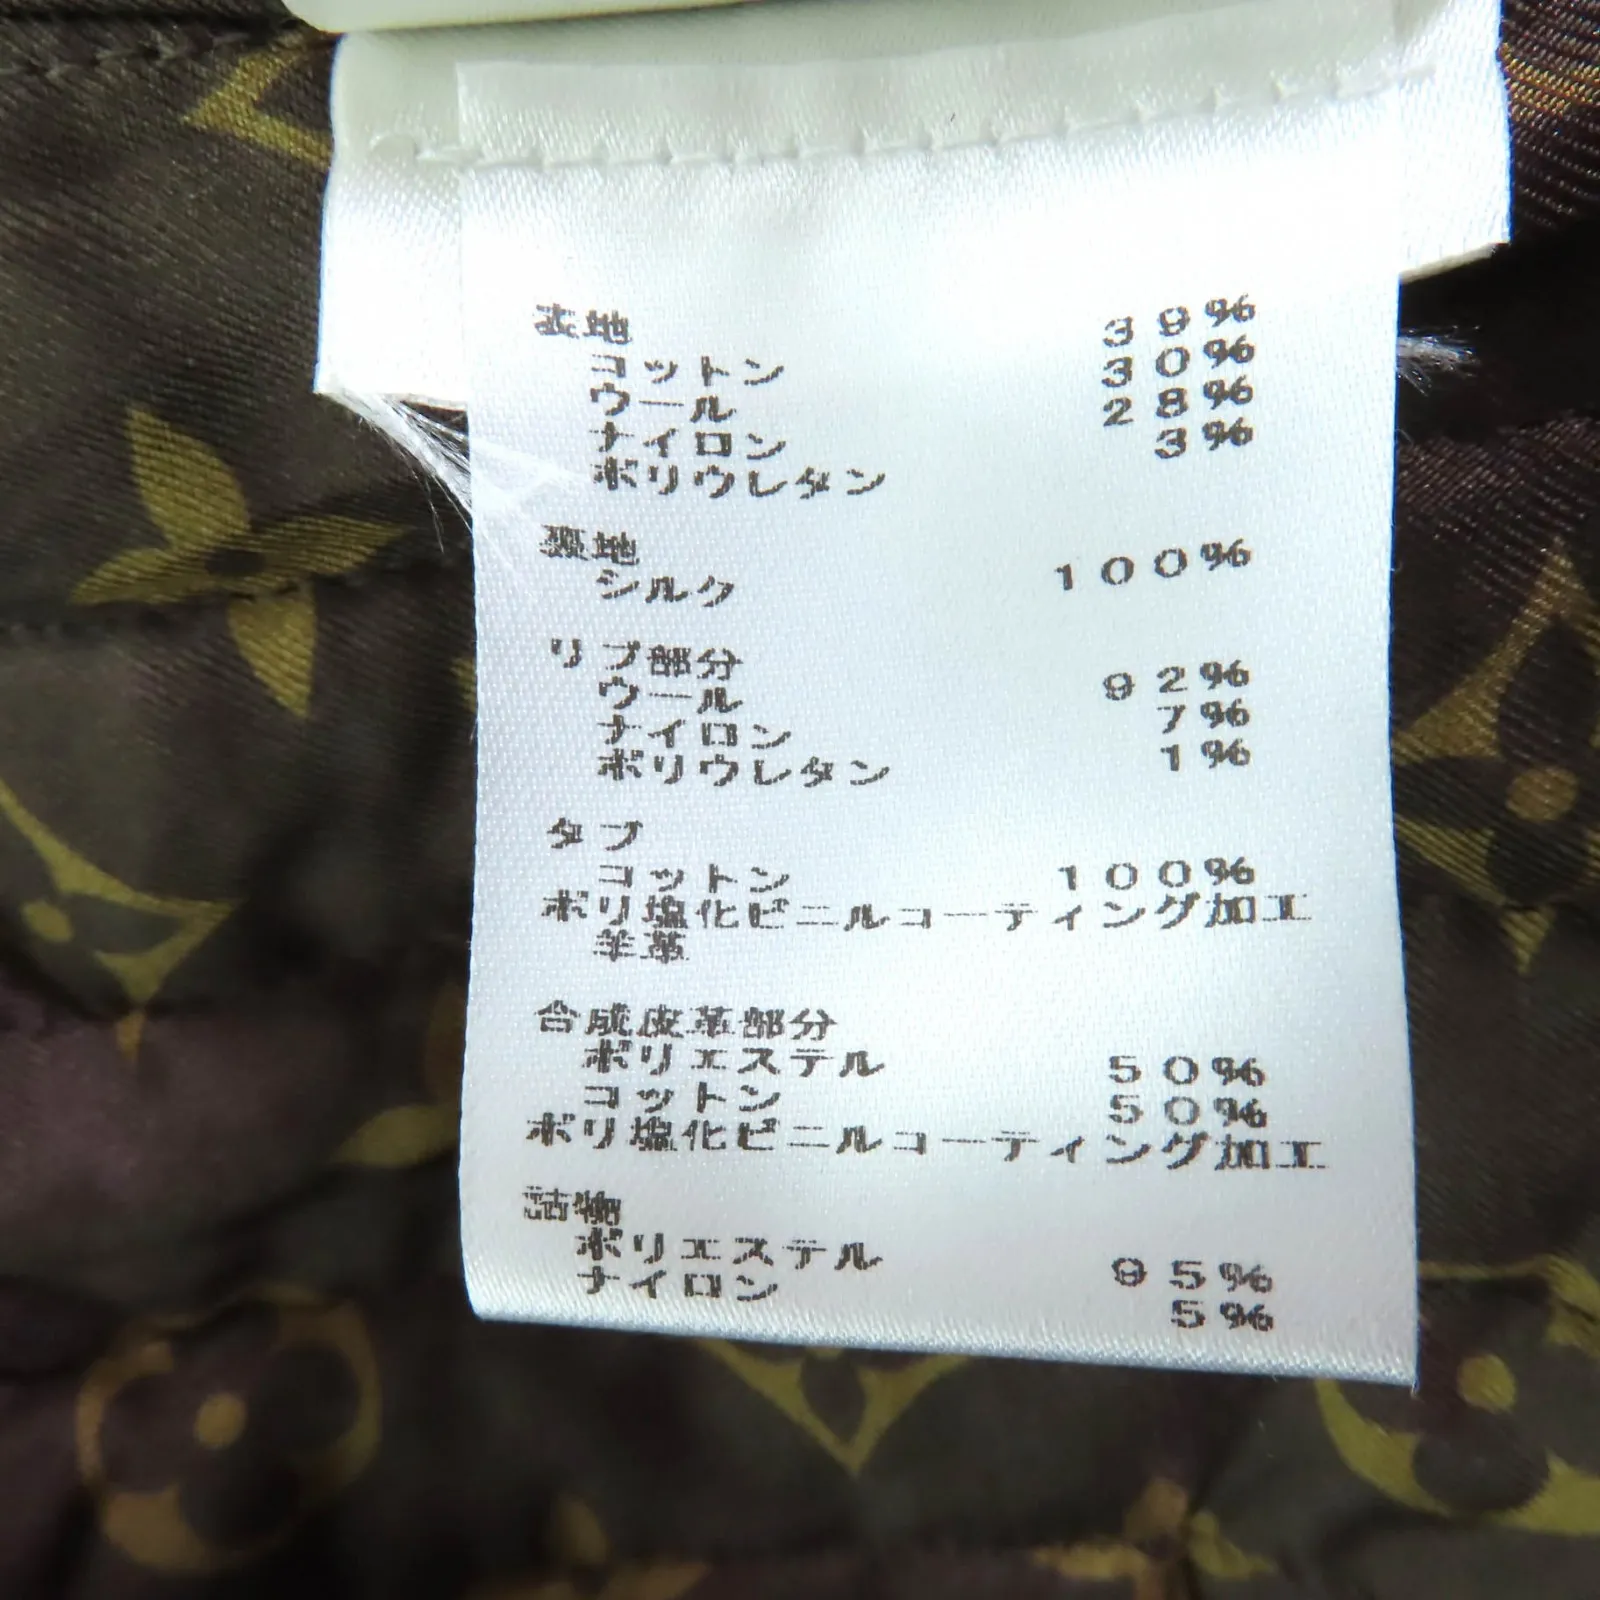 表地
コットン 39%
ウール 30%
ナイロン 28%
ポリウレタン 3%
裏地
シルク 100%
リブ部分
ウール 92%
ナイロン 7%
ポリウレタン 1%
タブ
コットン 100%
ポリ塩化ビニルコーティング加工
羊革
合成皮革部分
ポリエステル 50%
コットン 50%
ポリ塩化ビニルコーティング加工
詰物
ポリエステル 95%
ナイロン 5%